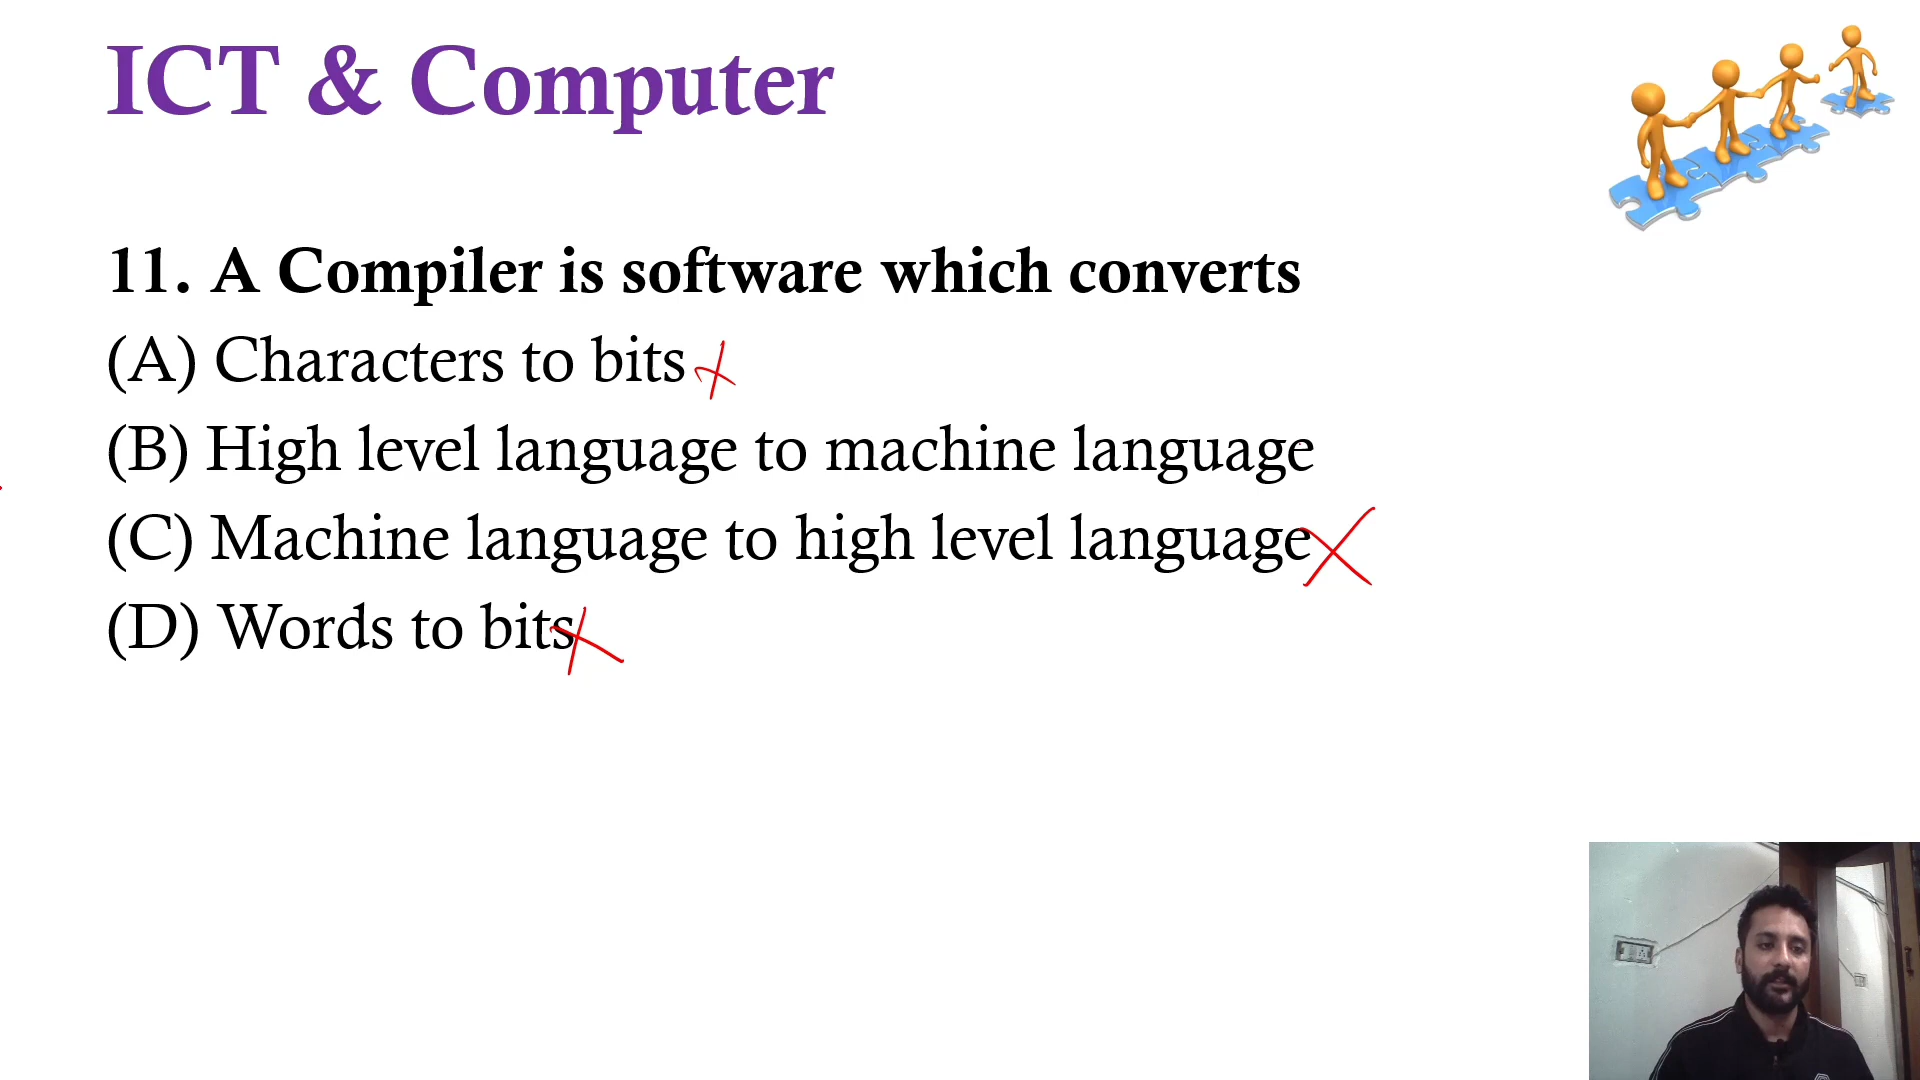 ICT & Computer
11. A Compiler is software which converts
(A) Characters to bits
(B) High level language to machine language
(C) Machine language to high level language
(D) Words to bits